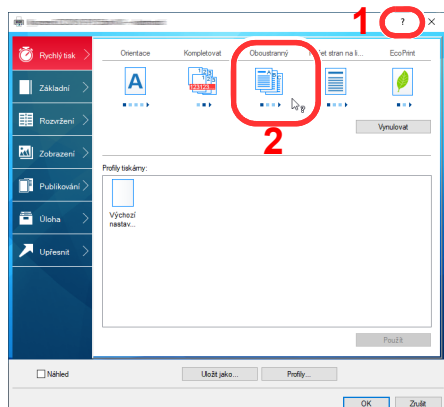 1
?
Rychlý tisk
Orientace
Kompletovat
Oboustranný
et stran na li...
EcoPrint
A
123123
A
2
Základní
Rozvržení
Vynulovat
Zobrazení
Publikování
Úloha
Upřesnit
Profily tiskárny:
Výchozí
nastav...
Použít
Náhled
Uložit jako...
Profily...
OK
Zrušit